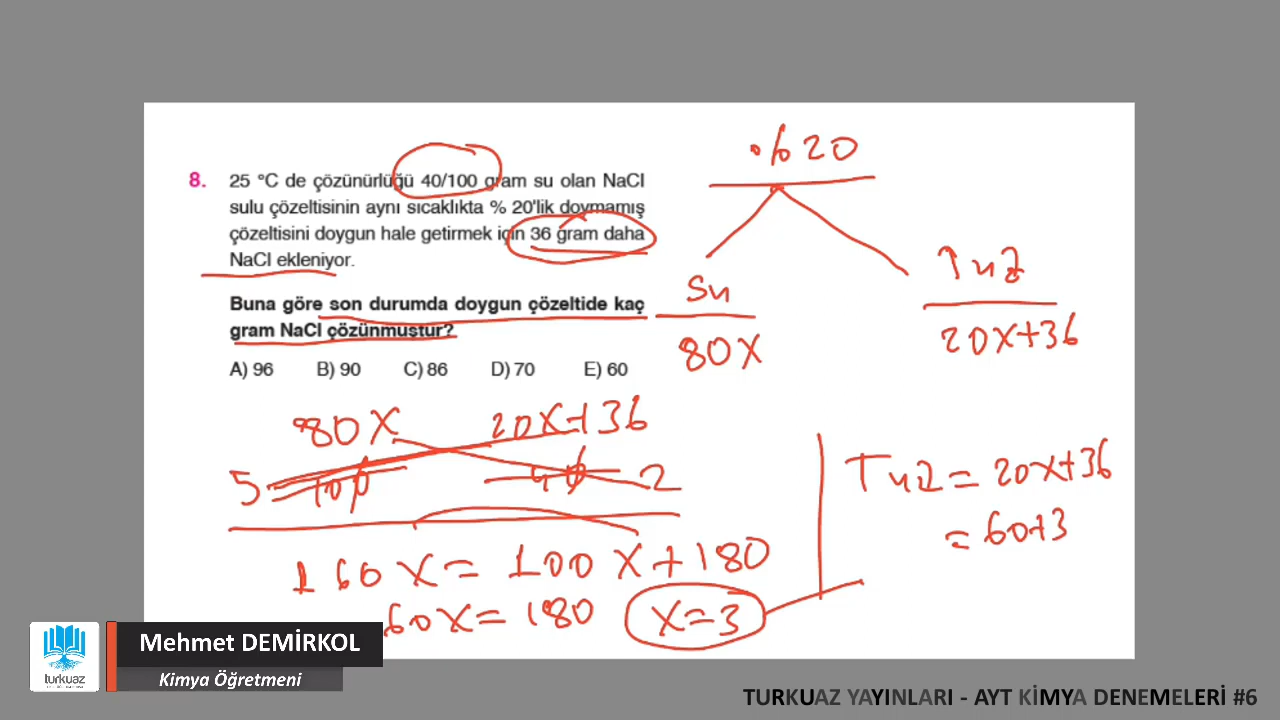 8. 25 °C de çözünürlüğü 40/100 gram su olan NaCl
sulu çözeltisinin aynı sıcaklıkta % 20'lik doymamış
çözeltisini doygun hale getirmek için 36 gram daha
NaCl ekleniyor.
Buna göre son durumda doygun çözeltide kaç
gram NaCl çözünmüştür?
A) 96 B) 90 C) 86 D) 70 E) 60
%20
Su Tuz
80X 20X+36
80X 20X+36
5 100 40 2
160X = 100X+180
60X = 180 X=3
Tuz = 20X+36
= 60+3
Mehmet DEMİRKOL
Kimya Öğretmeni
turkuaz
TURKUAZ YAYINLARI - AYT KİMYA DENEMELERİ #6